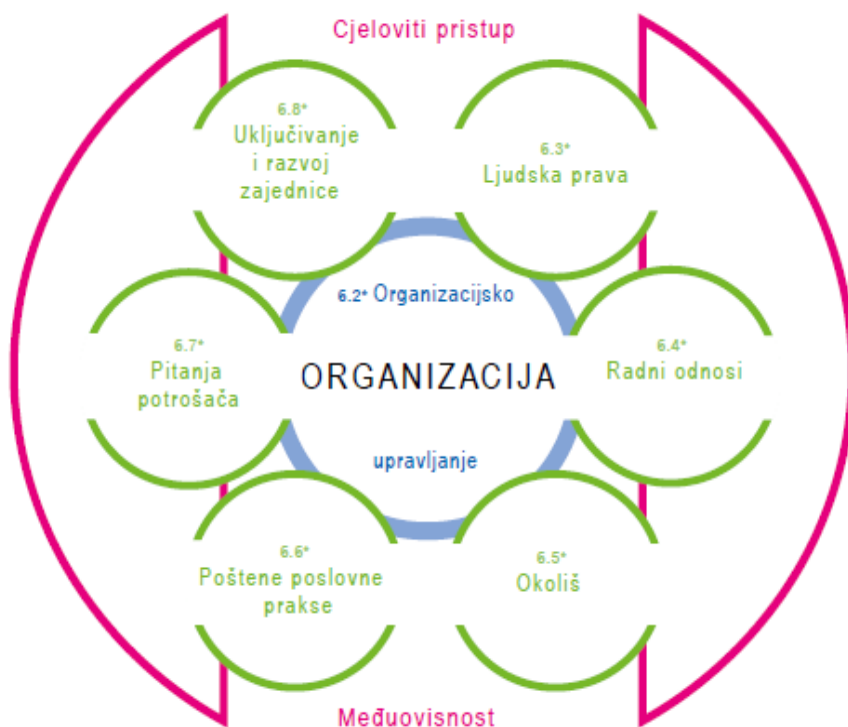 Cjeloviti pristup
6.8*
Uključivanje
i razvoj
zajednice
6.3*
Ljudska prava
6.2* Organizacijsko
6.7*
Pitanja
potrošača
ORGANIZACIJA
6.4*
Radni odnosi
upravljanje
6.6*
Poštene poslovne
prakse
6.5*
Okoliš
Međuovisnost